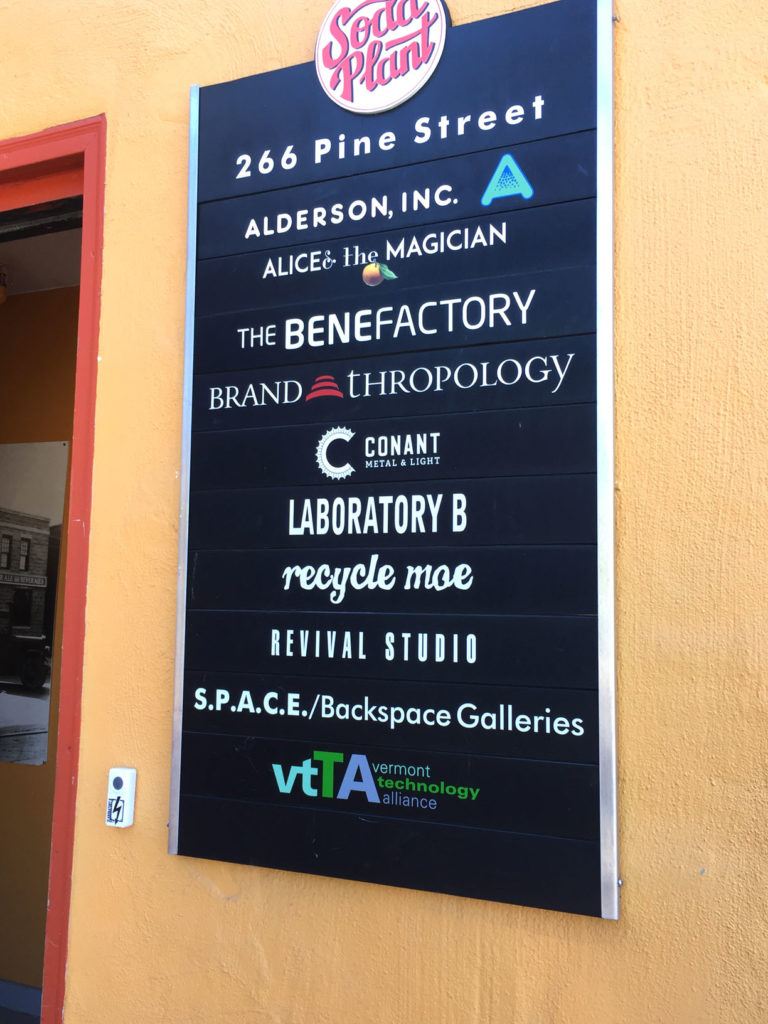 Soda
Plant
266 Pine Street
ALDERSON, INC.
ALICE & the MAGICIAN
THE BENEFACTORY
BRAND THROPOLOGY
CONANT
METAL & LIGHT
LABORATORY B
recycle moe
REVIVAL STUDIO
S.P.A.C.E./Backspace Galleries
vtTA vermont
technology
alliance